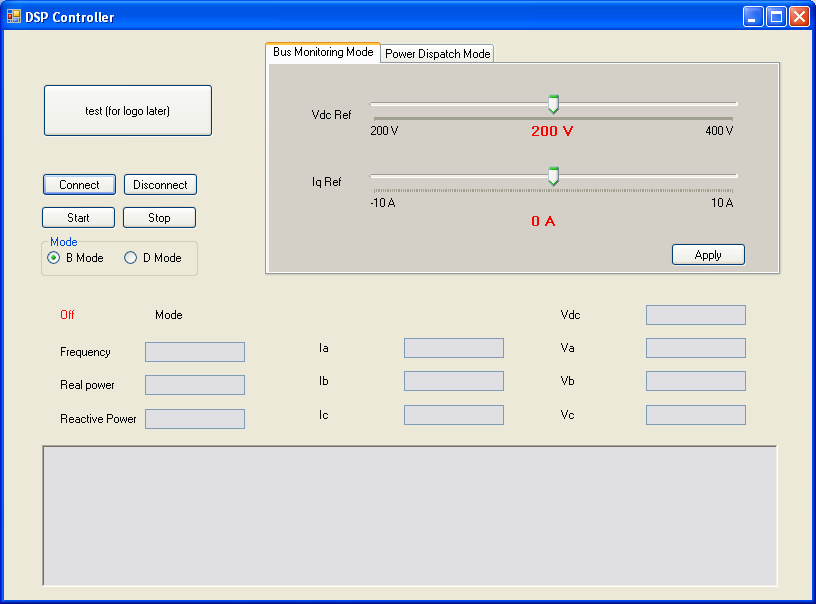 DSP Controller
Bus Monitoring Mode
Power Dispatch Mode
test (for logo later)
Vdc Ref
200 V
200 V
400 V
Connect
Disconnect
Iq Ref
-10 A
0 A
10 A
Start
Stop
Mode
B Mode
D Mode
Apply
Off
Mode
Vdc
Frequency
Ia
Va
Real power
Ib
Vb
Reactive Power
Ic
Vc